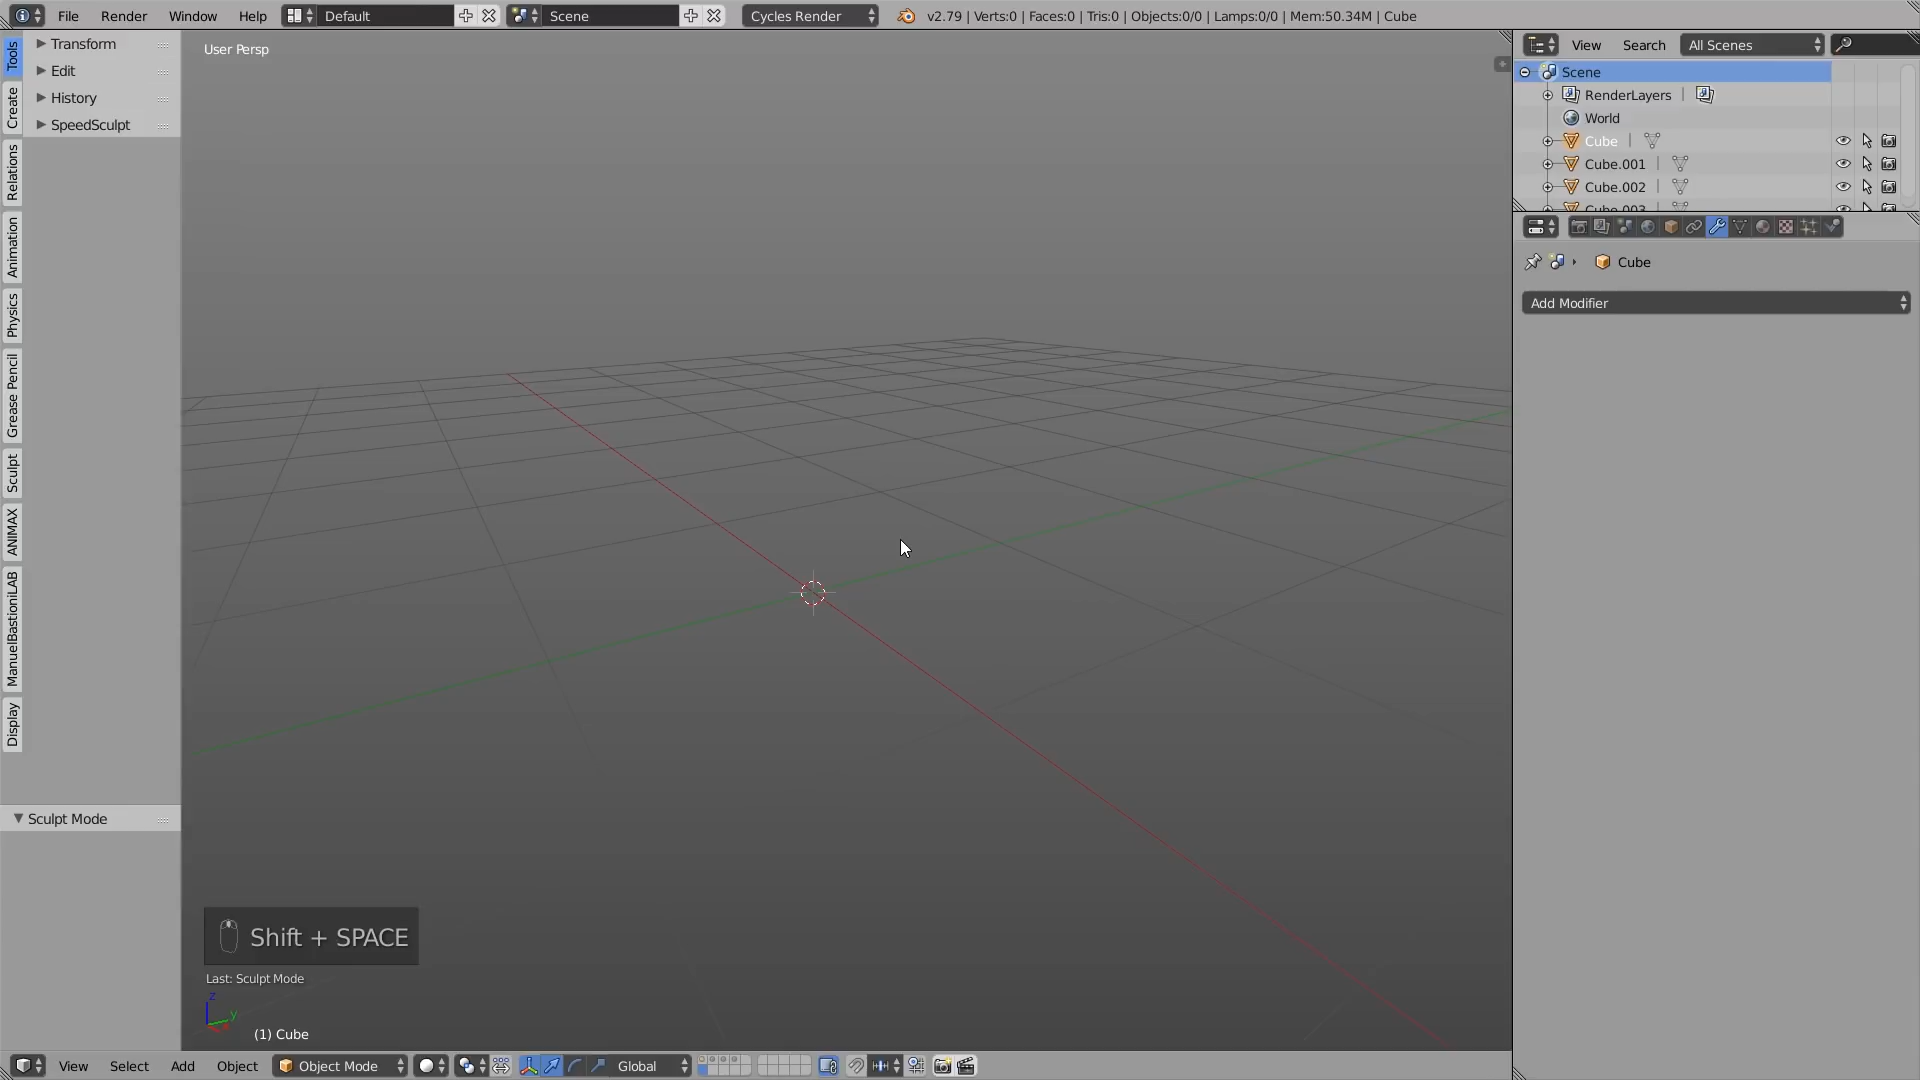 File Render Window Help Default Scene Cycles Render v2.79 | Verts:0 | Faces:0 | Tris:0 | Objects:0/0 | Lamps:0/0 | Mem:50.34M | Cube
Tools
Create
Relations
Animation
Physics
Grease Pencil
Sculpt
ANIMAX
ManuelBastioniLAB
Display
Transform
Edit
History
SpeedSculpt
Sculpt Mode
User Persp
Shift + SPACE
Last: Sculpt Mode
z
y
(1) Cube
View Select Add Object Object Mode Global
View Search All Scenes
Scene
RenderLayers |
World
Cube |
Cube.001 |
Cube.002 |
Cube.003 |
Cube
Add Modifier